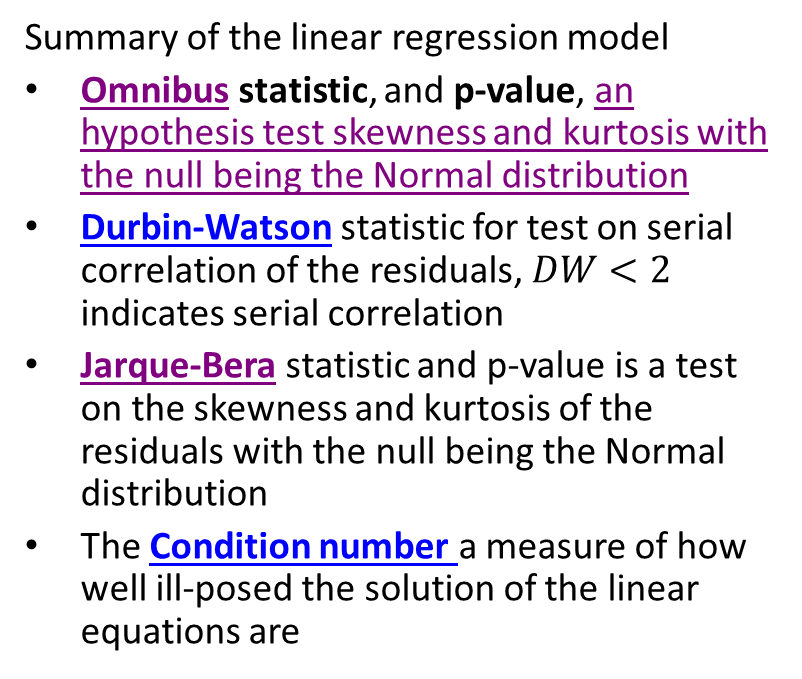 Summary of the linear regression model
• Omnibus statistic, and p-value, an
hypothesis test skewness and kurtosis with
the null being the Normal distribution
• Durbin-Watson statistic for test on serial
correlation of the residuals, DW < 2
indicates serial correlation
• Jarque-Bera statistic and p-value is a test
on the skewness and kurtosis of the
residuals with the null being the Normal
distribution
• The Condition number a measure of how
well ill-posed the solution of the linear
equations are